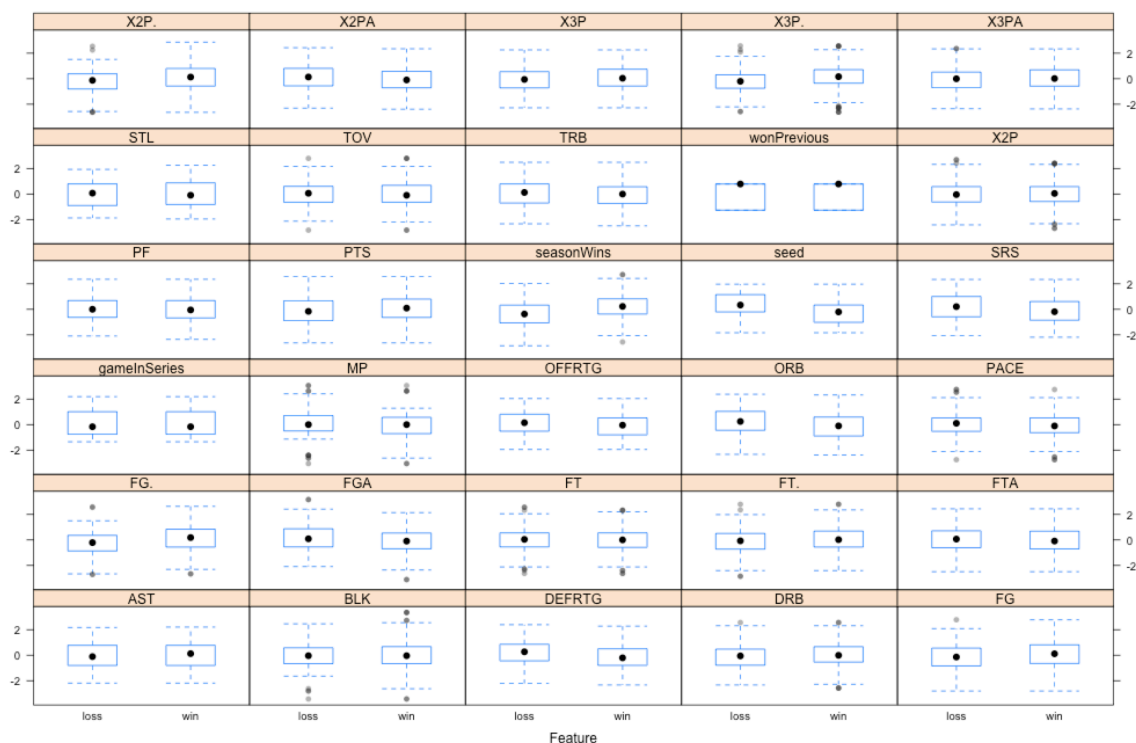 X2P. X2PA X3P X3P. X3PA
2
0
-2
STL TOV TRB wonPrevious X2P
2
0
-2
PF PTS seasonWins seed SRS
2
0
-2
gameInSeries MP OFFRTG ORB PACE
2
0
-2
FG. FGA FT FT. FTA
2
0
-2
AST BLK DEFRTG DRB FG
2
0
-2
loss win loss win loss win loss win loss win
Feature